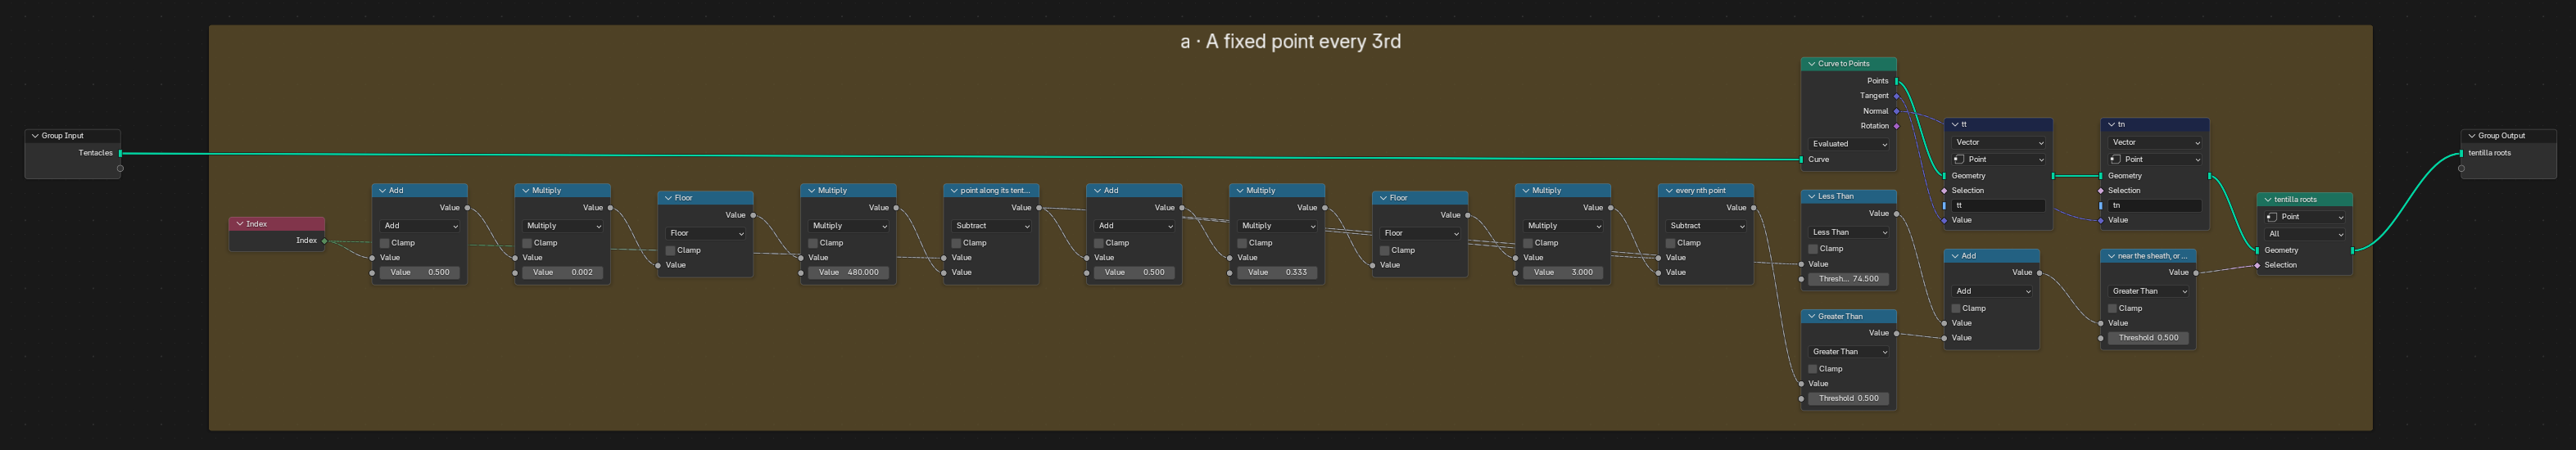 a · A fixed point every 3rd
Group Input
Tentacles
Index
Index
Add
Value
Add
Clamp
Value
Value 0.500
Multiply
Value
Multiply
Clamp
Value
Value 0.002
Floor
Value
Floor
Clamp
Value
Multiply
Value
Multiply
Clamp
Value
Value 480.000
point along its tent...
Value
Subtract
Clamp
Value
Value
Add
Value
Add
Clamp
Value
Value 0.500
Multiply
Value
Multiply
Clamp
Value
Value 0.333
Floor
Value
Floor
Clamp
Value
Multiply
Value
Multiply
Clamp
Value
Value 3.000
every nth point
Value
Subtract
Clamp
Value
Value
Curve to Points
Points
Tangent
Normal
Rotation
Evaluated
Curve
Less Than
Value
Less Than
Clamp
Value
Thresh... 74.500
Greater Than
Value
Greater Than
Clamp
Value
Threshold 0.500
tt
Vector
Point
Geometry
Selection
tt
Value
Add
Value
Add
Clamp
Value
Value
tn
Vector
Point
Geometry
Selection
tn
Value
near the sheath, or ...
Value
Greater Than
Clamp
Value
Threshold 0.500
tentilla roots
Point
All
Geometry
Selection
Group Output
tentilla roots